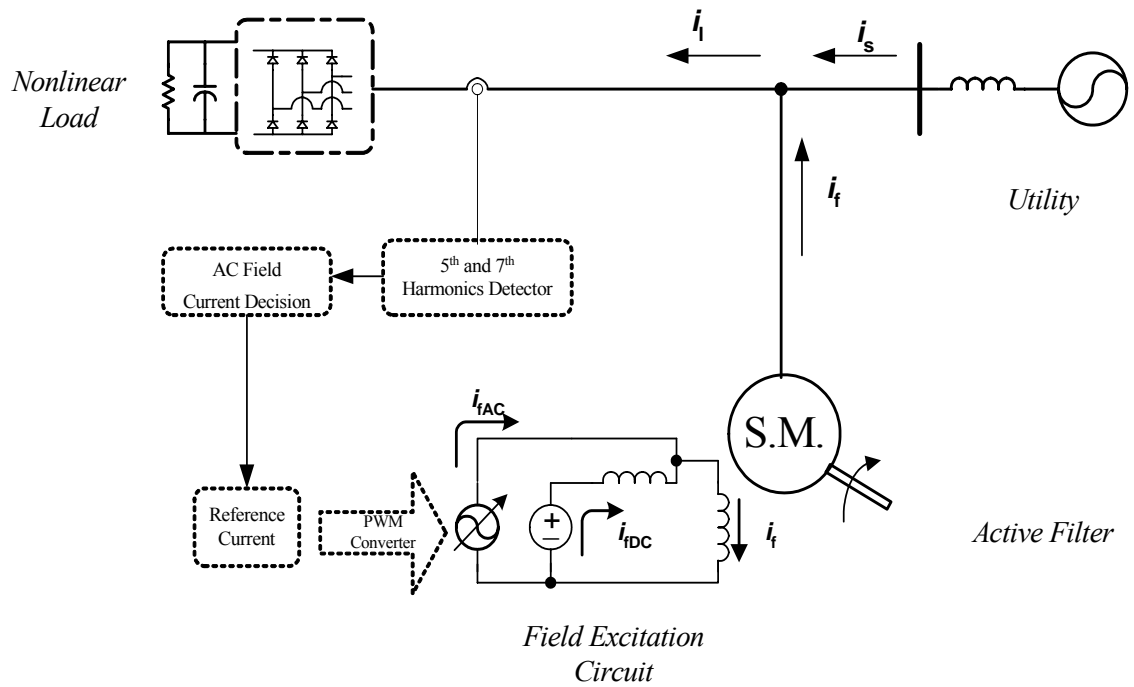 Nonlinear
Load
i_l
i_s
i_f
Utility
5th and 7th
Harmonics Detector
AC Field
Current Decision
S.M.
i_fAC
Reference
Current
PWM
Converter
+
−
i_fDC
i_f
Active Filter
Field Excitation
Circuit